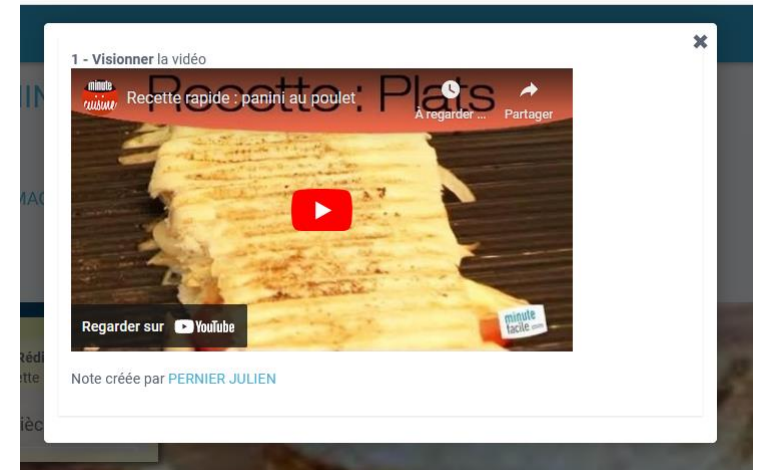 1 - Visionner la vidéo
Recette : Plats
minute
cuisine
Recette rapide : panini au poulet
À regarder ...
Partager
minute
facile.com
Regarder sur YouTube
Note créée par PERNIER JULIEN